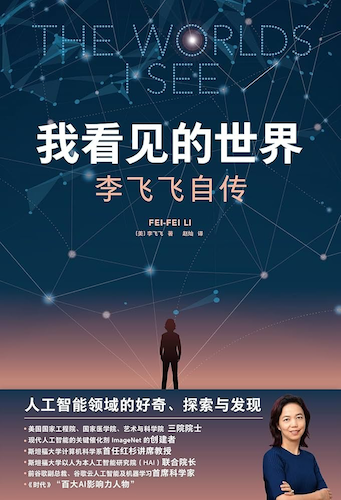 THE WORLDS
I SEE
我看见的世界
李飞飞自传
FEI-FEI LI
［美］李飞飞 著 赵灿 译
人工智能领域的好奇、探索与发现
• 美国国家工程院、国家医学院、艺术与科学院 三院院士
• 现代人工智能的关键催化剂 ImageNet 的创建者
• 斯坦福大学计算机科学系首任红杉讲席教授
• 斯坦福大学以人为本人工智能研究院（HAI）联合院长
• 前谷歌副总裁、谷歌云人工智能及机器学习首席科学家
• 《时代》“百大AI影响力人物”